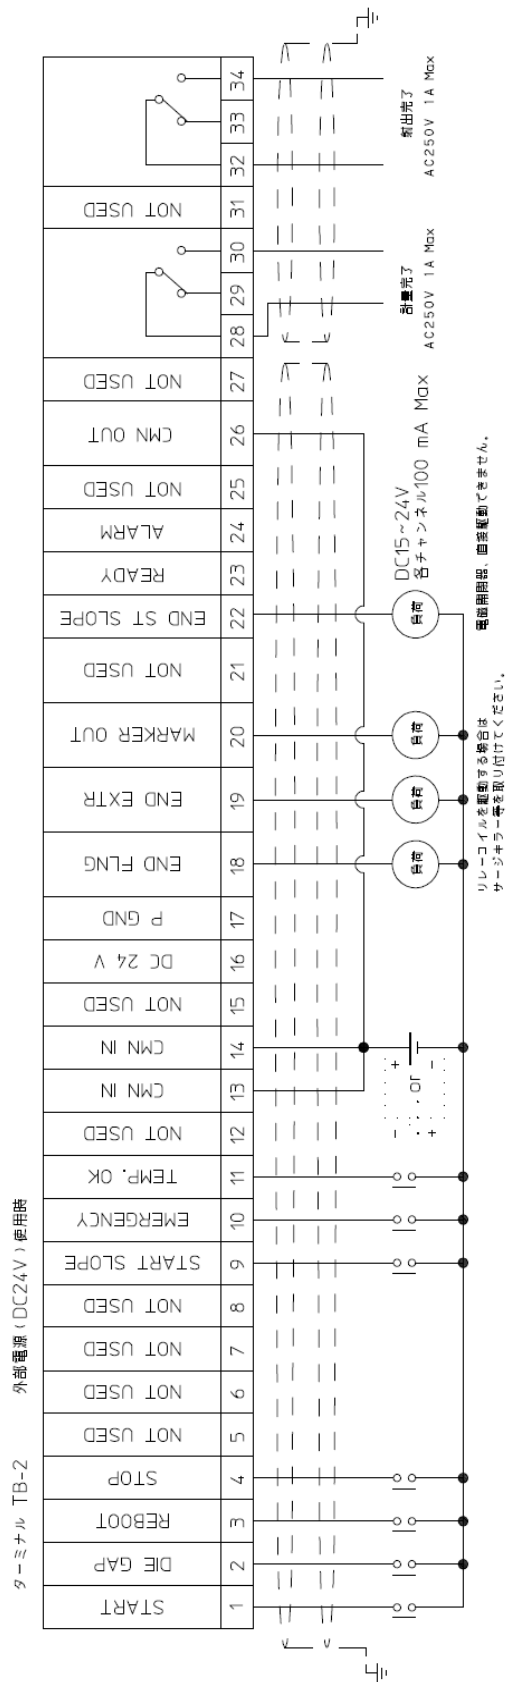 ターミナル TB-2
外部電源(DC24V)使用時
34
33
32
射出完了
AC250V 1A Max
31 NOT USED
30
29
28
計量完了
AC250V 1A Max
27 NOT USED
26 CMN OUT
25 NOT USED
24 ALARM
23 READY
22 END ST SLOPE
負荷
DC15~24V
各チャンネル100 mA Max
電磁開閉器、直接駆動できません。
21 NOT USED
20 MARKER OUT
負荷
19 END EXTR
負荷
18 END FLNG
負荷
リレーコイルを駆動する場合は
サージキラー等を取り付けてください。
17 P GND
16 DC 24 V
15 NOT USED
14 CMN IN
13 CMN IN
+ −
or
− +
12 NOT USED
11 TEMP. OK
10 EMERGENCY
9 START SLOPE
8 NOT USED
7 NOT USED
6 NOT USED
5 NOT USED
4 STOP
3 REBOOT
2 DIE GAP
1 START